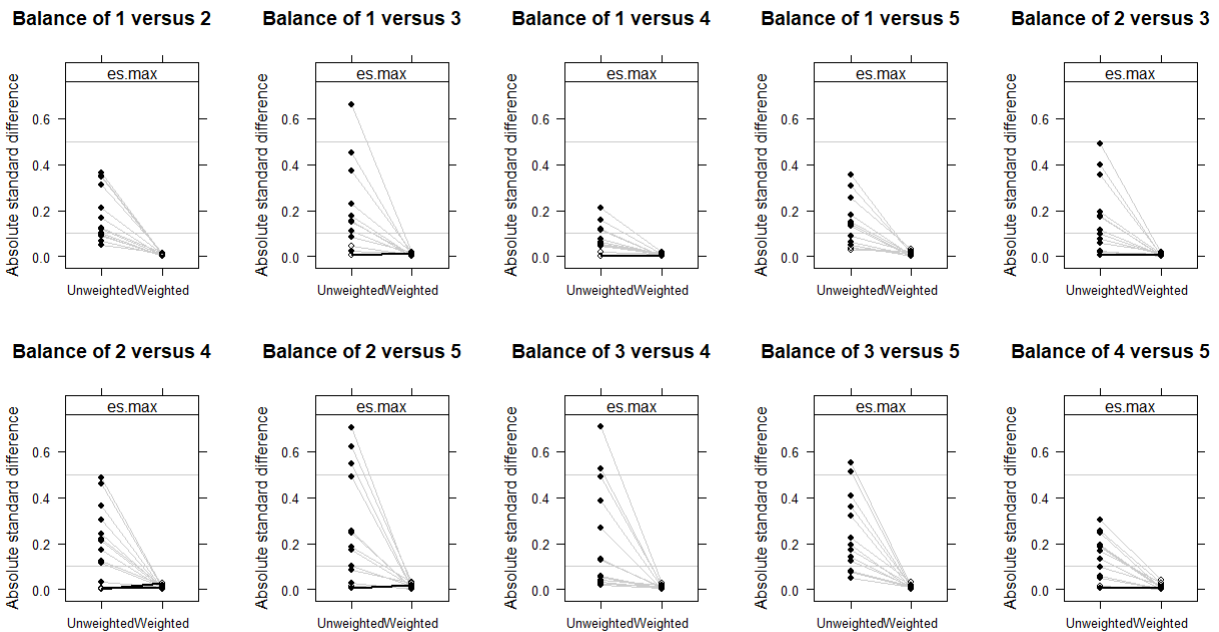 Balance of 1 versus 2
Balance of 1 versus 3
Balance of 1 versus 4
Balance of 1 versus 5
Balance of 2 versus 3
es.max
es.max
es.max
es.max
es.max
Absolute standard difference
0.6
0.4
0.2
0.0
Absolute standard difference
0.6
0.4
0.2
0.0
Absolute standard difference
0.6
0.4
0.2
0.0
Absolute standard difference
0.6
0.4
0.2
0.0
Absolute standard difference
0.6
0.4
0.2
0.0
UnweightedWeighted
UnweightedWeighted
UnweightedWeighted
UnweightedWeighted
UnweightedWeighted
Balance of 2 versus 4
Balance of 2 versus 5
Balance of 3 versus 4
Balance of 3 versus 5
Balance of 4 versus 5
es.max
es.max
es.max
es.max
es.max
Absolute standard difference
0.6
0.4
0.2
0.0
Absolute standard difference
0.6
0.4
0.2
0.0
Absolute standard difference
0.6
0.4
0.2
0.0
Absolute standard difference
0.6
0.4
0.2
0.0
Absolute standard difference
0.6
0.4
0.2
0.0
UnweightedWeighted
UnweightedWeighted
UnweightedWeighted
UnweightedWeighted
UnweightedWeighted